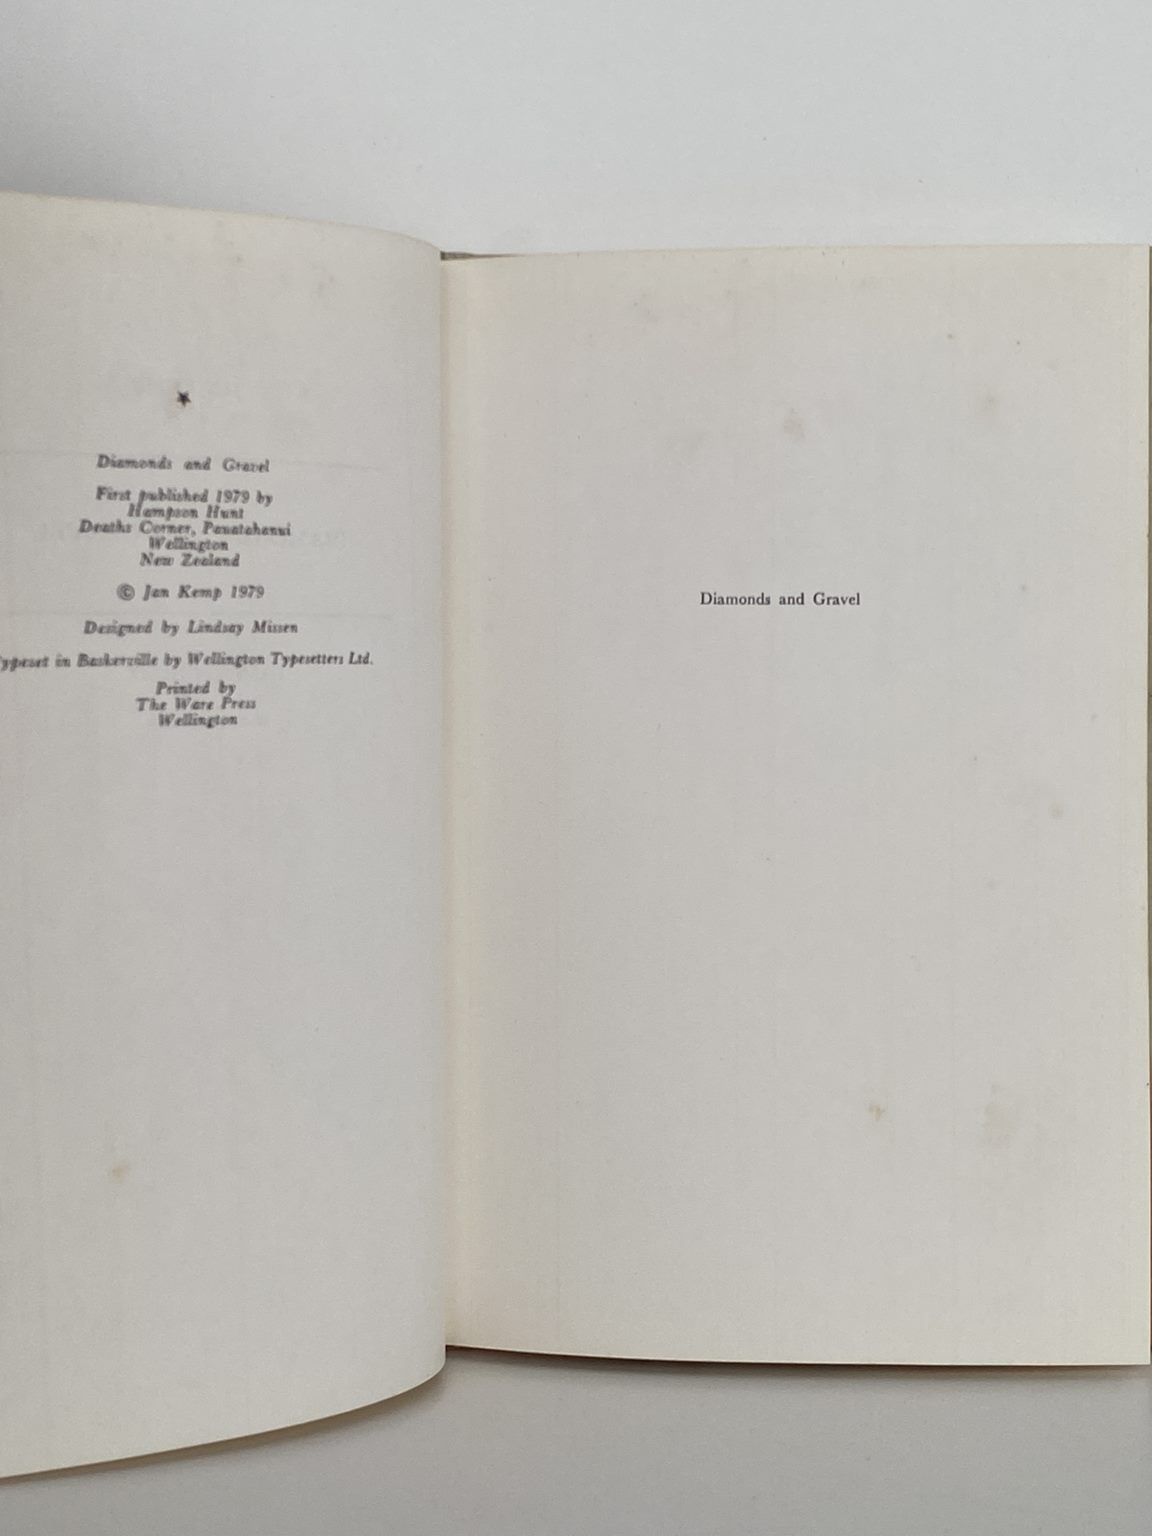 Diamonds and Gravel
First published 1979 by
Hampson Hunt
Deaths Corner, Pauatahanui
Wellington
New Zealand
© Jan Kemp 1979
Designed by Lindsay Missen
ypeset in Baskerville by Wellington Typesetters Ltd.
Printed by
The Ware Press
Wellington
Diamonds and Gravel